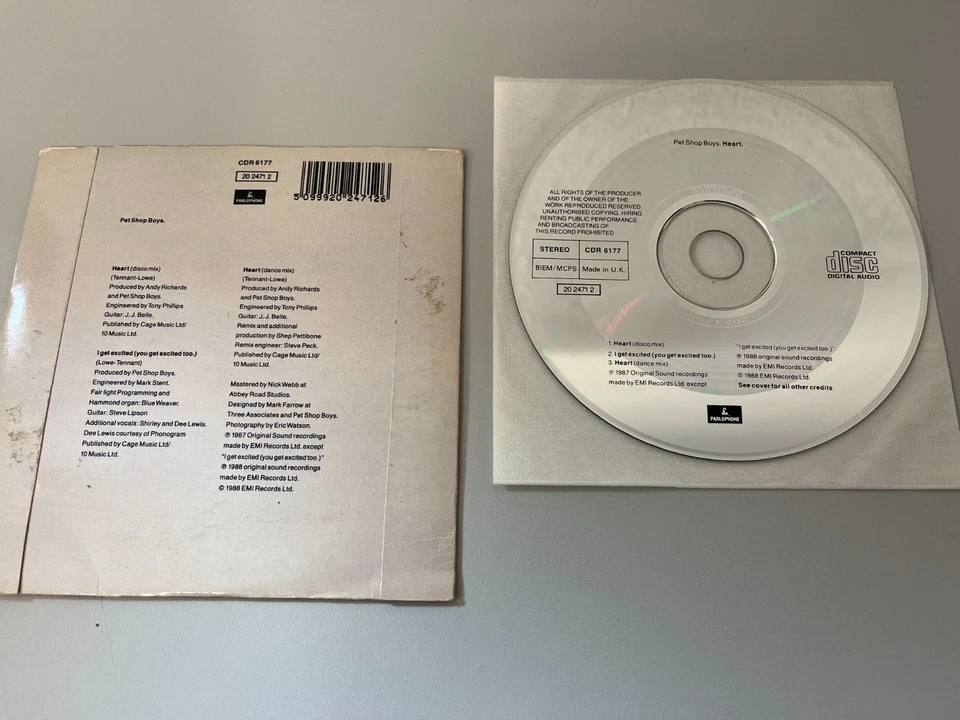 CDR 6177
20 2471 2
PARLOPHONE
5 099920 247126
Pet Shop Boys.
Heart (disco mix)
(Tennant-Lowe)
Produced by Andy Richards
and Pet Shop Boys.
Engineered by Tony Phillips
Guitar: J. J. Belle.
Published by Cage Music Ltd/
10 Music Ltd.
I get excited (you get excited too.)
(Lowe-Tennant)
Produced by Pet Shop Boys.
Engineered by Mark Stent.
Fairlight Programming and
Hammond organ: Blue Weaver.
Guitar: Steve Lipson
Additional vocals: Shirley and Dee Lewis.
Dee Lewis courtesy of Phonogram
Published by Cage Music Ltd/
10 Music Ltd.
Heart (dance mix)
(Tennant-Lowe)
Produced by Andy Richards
and Pet Shop Boys.
Engineered by Tony Phillips
Guitar: J. J. Belle.
Remix and additional
production by Shep Pettibone
Remix engineer: Steve Peck.
Published by Cage Music Ltd/
10 Music Ltd.
Mastered by Nick Webb at
Abbey Road Studios.
Designed by Mark Farrow at
Three Associates and Pet Shop Boys.
Photography by Eric Watson.
℗ 1987 Original Sound recordings
made by EMI Records Ltd. except
"I get excited (you get excited too.)"
℗ 1988 original sound recordings
made by EMI Records Ltd.
© 1988 EMI Records Ltd.
Pet Shop Boys. Heart.
ALL RIGHTS OF THE PRODUCER
AND OF THE OWNER OF THE
WORK REPRODUCED RESERVED
UNAUTHORISED COPYING, HIRING
RENTING PUBLIC PERFORMANCE
AND BROADCASTING OF
THIS RECORD PROHIBITED
STEREO CDR 6177
BIEM/MCPS Made in U.K.
20 2471 2
COMPACT
disc
DIGITAL AUDIO
1. Heart (disco mix)
2. I get excited (you get excited too.)
3. Heart (dance mix)
℗ 1987 Original Sound recordings
made by EMI Records Ltd. except
"I get excited (you get excited too.)"
℗ 1988 original sound recordings
made by EMI Records Ltd.
© 1988 EMI Records Ltd.
See cover for all other credits
PARLOPHONE